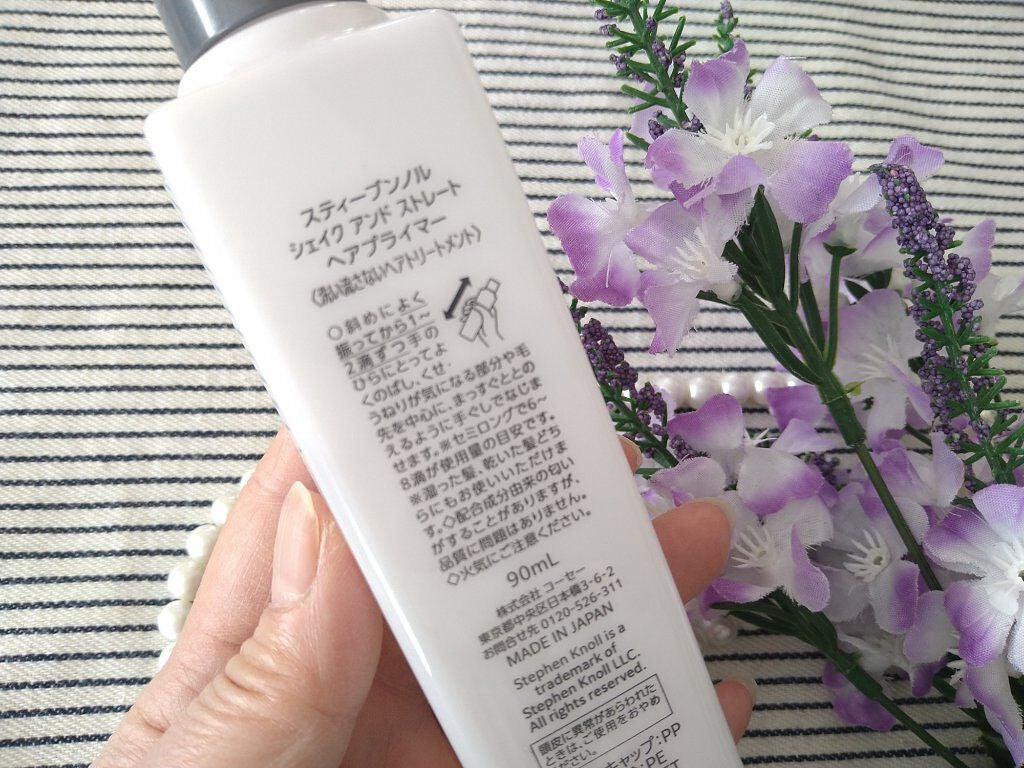 スティーブンノル
シェイク アンド ストレート
ヘアプライマー
〈洗い流さないヘアトリートメント〉
○斜めによく
振ってから1~
2滴ずつ手の
ひらにとってよ
くのばし、くせ、
うねりが気になる部分や毛
先を中心に、まっすぐととの
えるように手ぐしでなじま
せます。※セミロングで6~
8滴が使用量の目安です。
※湿った髪、乾いた髪どち
らにもお使いいただけま
す。◇配合成分由来の匂い
がすることがありますが、
品質に問題はありません。
◇火気にご注意ください。
90mL
株式会社 コーセー
東京都中央区日本橋3-6-2
お問合せ先 0120-526-311
MADE IN JAPAN
Stephen Knoll is a
trademark of
Stephen Knoll LLC.
All rights reserved.
頭皮に異常があらわれた
ときは、ご使用をおやめ
ください。
キャップ:PP
:PE